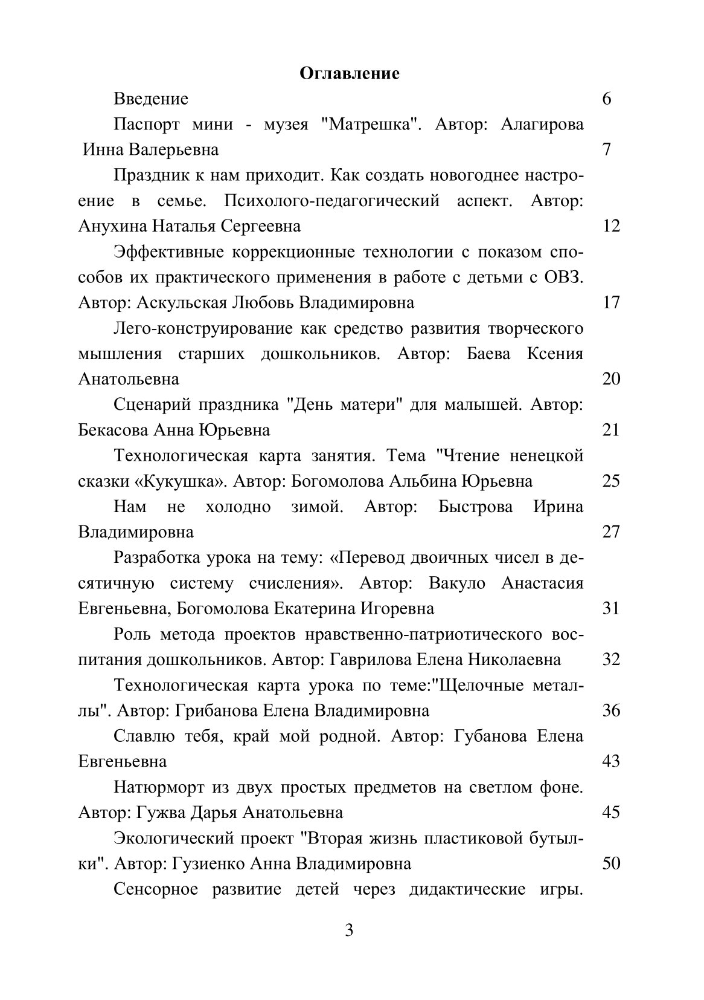 Оглавление
Введение 6
Паспорт мини - музея "Матрешка". Автор: Алагирова
Инна Валерьевна 7
Праздник к нам приходит. Как создать новогоднее настро-
ение в семье. Психолого-педагогический аспект. Автор:
Анухина Наталья Сергеевна 12
Эффективные коррекционные технологии с показом спо-
собов их практического применения в работе с детьми с ОВЗ.
Автор: Аскульская Любовь Владимировна 17
Лего-конструирование как средство развития творческого
мышления старших дошкольников. Автор: Баева Ксения
Анатольевна 20
Сценарий праздника "День матери" для малышей. Автор:
Бекасова Анна Юрьевна 21
Технологическая карта занятия. Тема "Чтение ненецкой
сказки «Кукушка». Автор: Богомолова Альбина Юрьевна 25
Нам не холодно зимой. Автор: Быстрова Ирина
Владимировна 27
Разработка урока на тему: «Перевод двоичных чисел в де-
сятичную систему счисления». Автор: Вакуло Анастасия
Евгеньевна, Богомолова Екатерина Игоревна 31
Роль метода проектов нравственно-патриотического вос-
питания дошкольников. Автор: Гаврилова Елена Николаевна 32
Технологическая карта урока по теме:"Щелочные метал-
лы". Автор: Грибанова Елена Владимировна 36
Славлю тебя, край мой родной. Автор: Губанова Елена
Евгеньевна 43
Натюрморт из двух простых предметов на светлом фоне.
Автор: Гужва Дарья Анатольевна 45
Экологический проект "Вторая жизнь пластиковой бутыл-
ки". Автор: Гузиенко Анна Владимировна 50
Сенсорное развитие детей через дидактические игры.
3